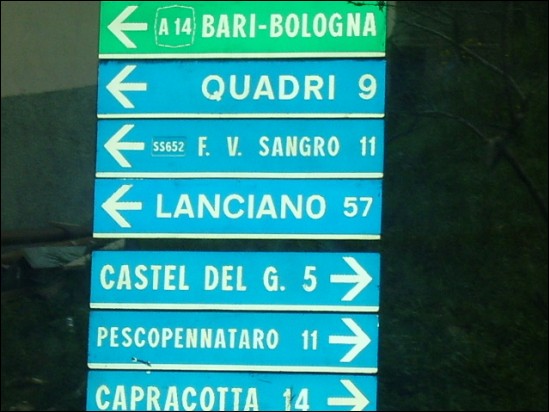 A 14 BARI-BOLOGNA
QUADRI 9
SS652 F. V. SANGRO 11
LANCIANO 57
CASTEL DEL G. 5
PESCOPENNATARO 11
CAPRACOTTA 14